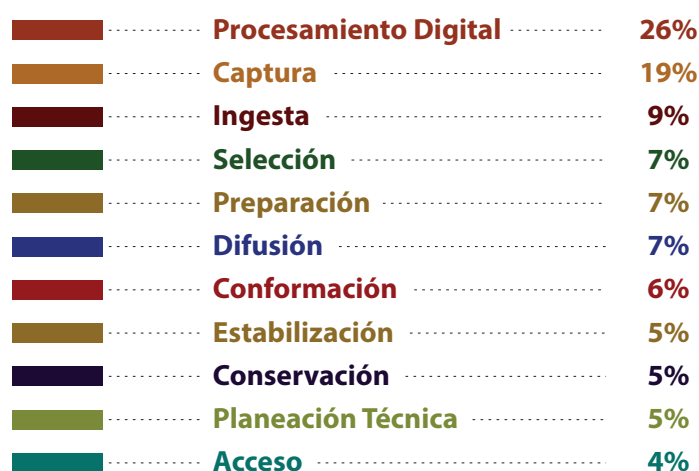 Procesamiento Digital 26%
Captura 19%
Ingesta 9%
Selección 7%
Preparación 7%
Difusión 7%
Conformación 6%
Estabilización 5%
Conservación 5%
Planeación Técnica 5%
Acceso 4%